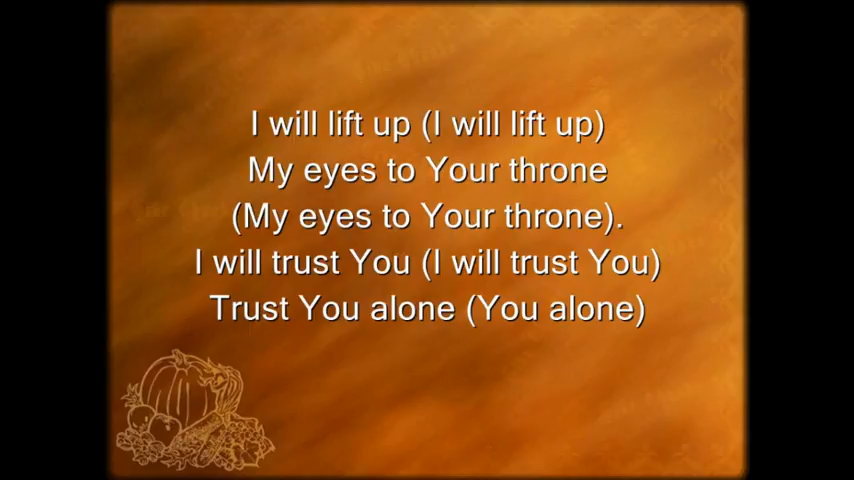 I will lift up (I will lift up)
My eyes to Your throne
(My eyes to Your throne).
I will trust You (I will trust You)
Trust You alone (You alone)